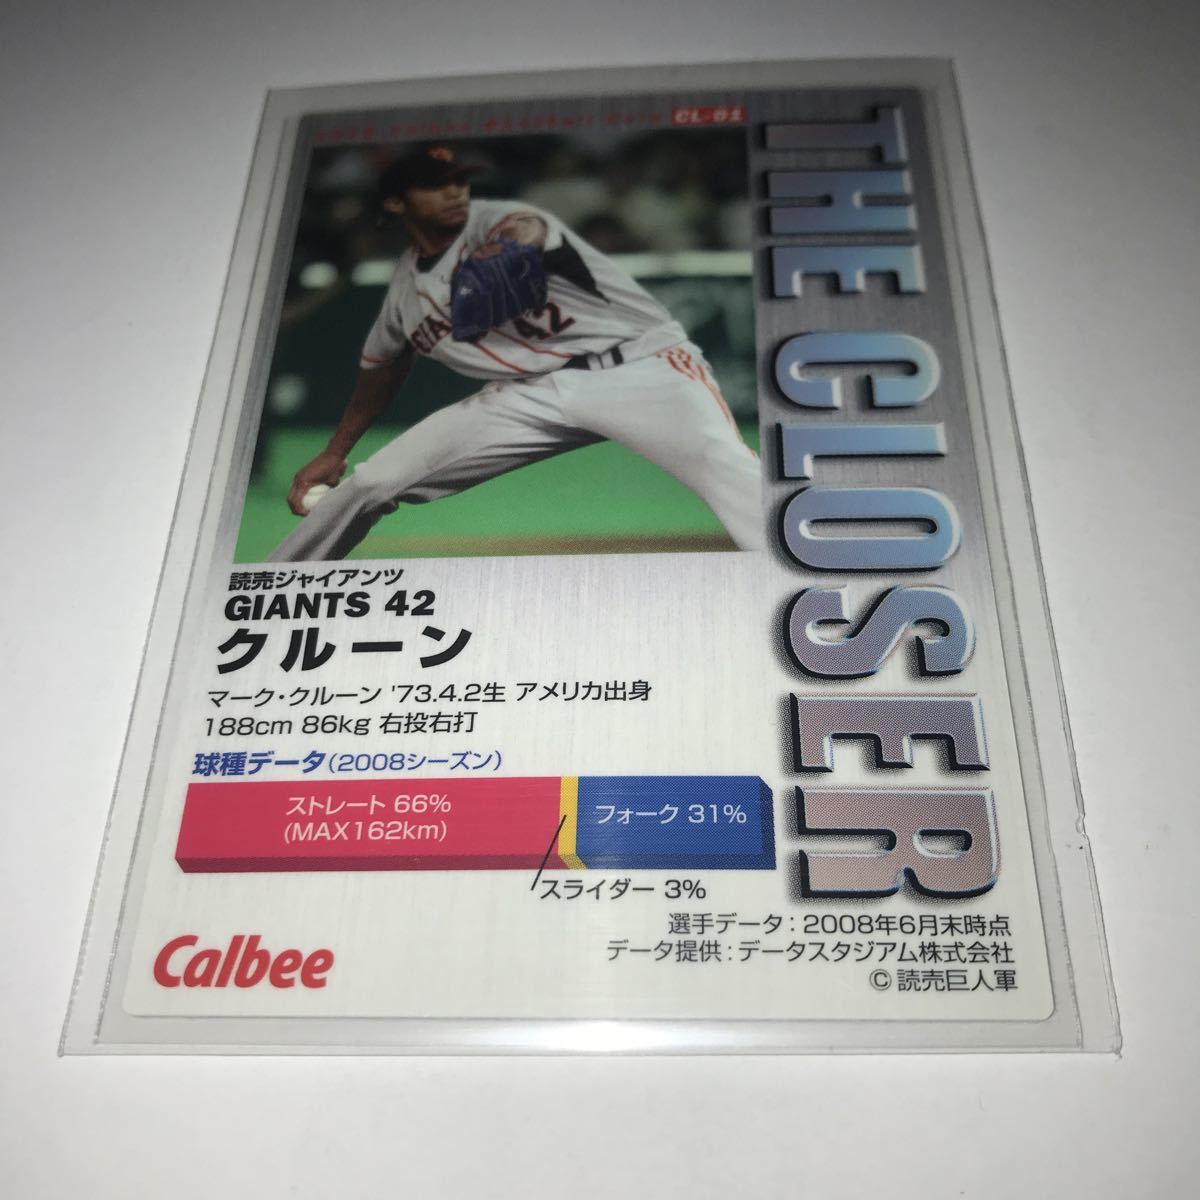 2008 Calbee Baseball Card CL-01
THE CLOSER
GIANTS
42
読売ジャイアンツ
GIANTS 42
クルーン
マーク・クルーン '73.4.2生 アメリカ出身
188cm 86kg 右投右打
球種データ(2008シーズン)
ストレート 66%
(MAX162km)
フォーク 31%
スライダー 3%
選手データ:2008年6月末時点
データ提供:データスタジアム株式会社
©読売巨人軍
Calbee